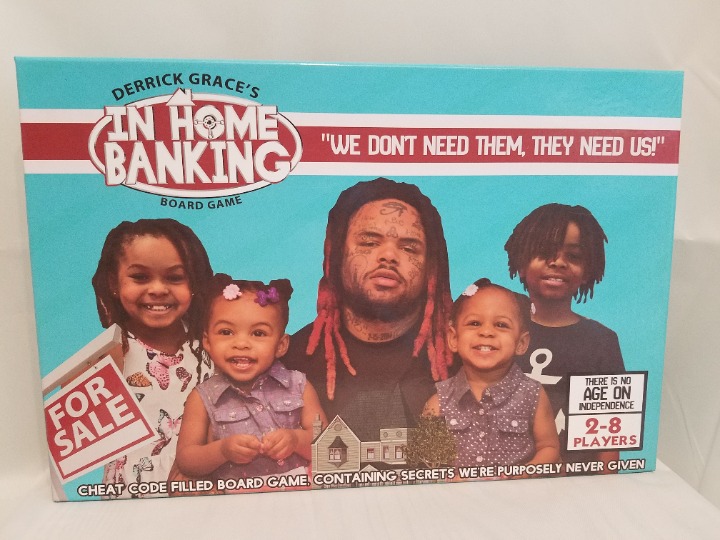 DERRICK GRACE'S
IN HOME
BANKING
BOARD GAME
"WE DON'T NEED THEM, THEY NEED US!"
FOR
SALE
THERE IS NO
AGE ON
INDEPENDENCE
2-8
PLAYERS
CHEAT CODE FILLED BOARD GAME, CONTAINING SECRETS WE'RE PURPOSELY NEVER GIVEN